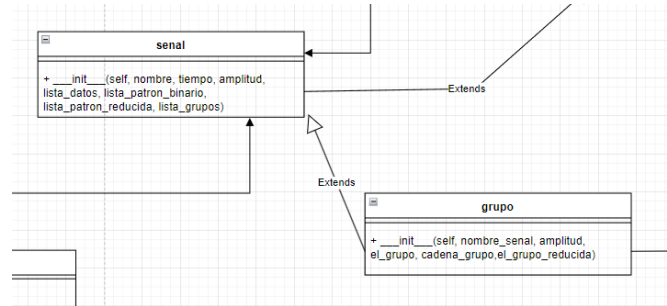 senal
+ ___init___(self, nombre, tiempo, amplitud,
lista_datos, lista_patron_binario,
lista_patron_reducida, lista_grupos)
Extends
Extends
grupo
+ ___init___(self, nombre_senal, amplitud,
el_grupo, cadena_grupo,el_grupo_reducida)